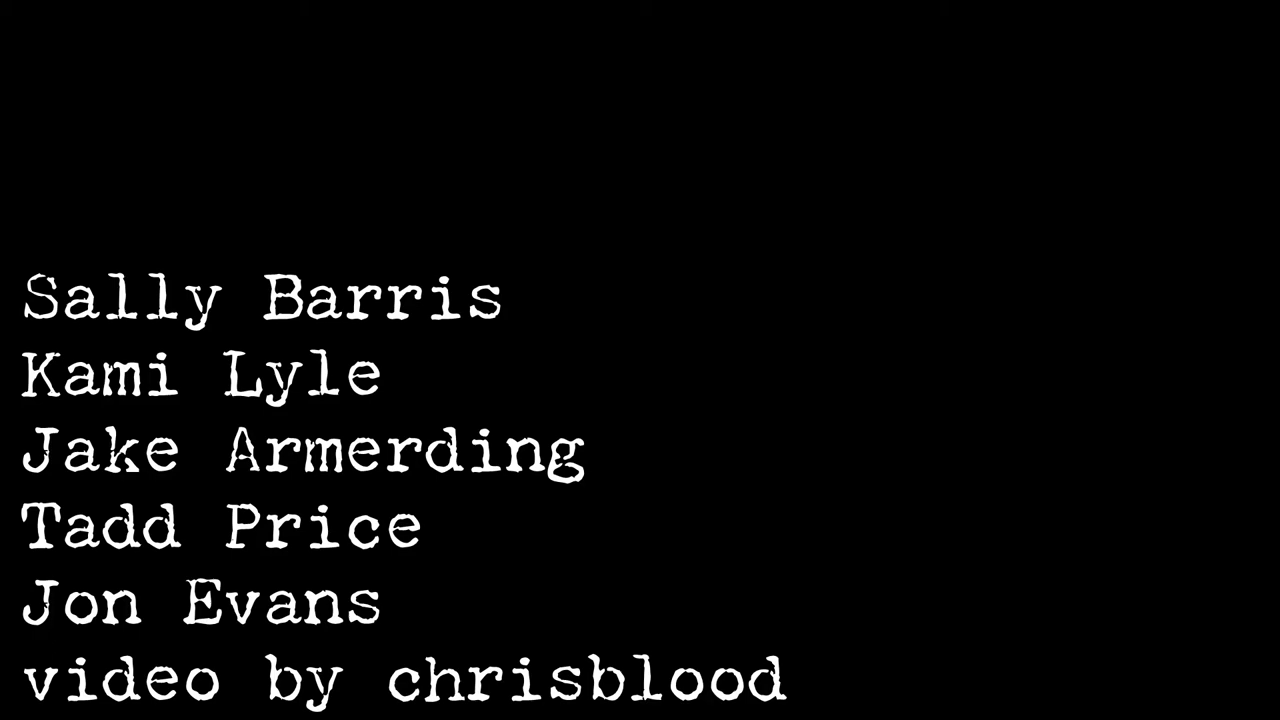 Sally Barris
Kami Lyle
Jake Armerding
Tadd Price
Jon Evans
video by chrisblood